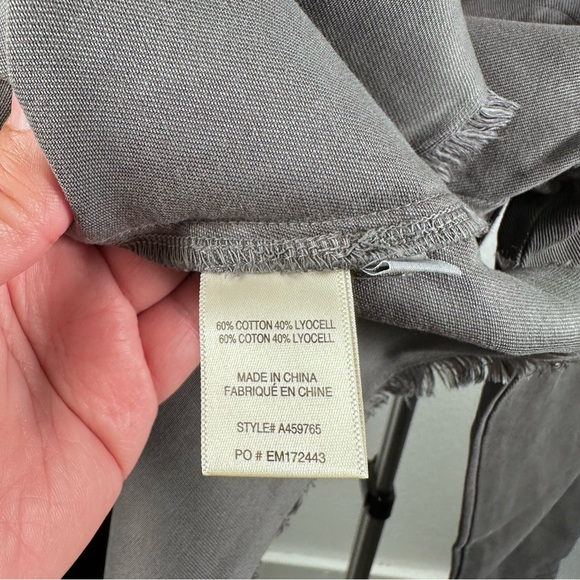 60% COTTON 40% LYOCELL
60% COTON 40% LYOCELL
MADE IN CHINA
FABRIQUÉ EN CHINE
STYLE# A459765
PO # EM172443